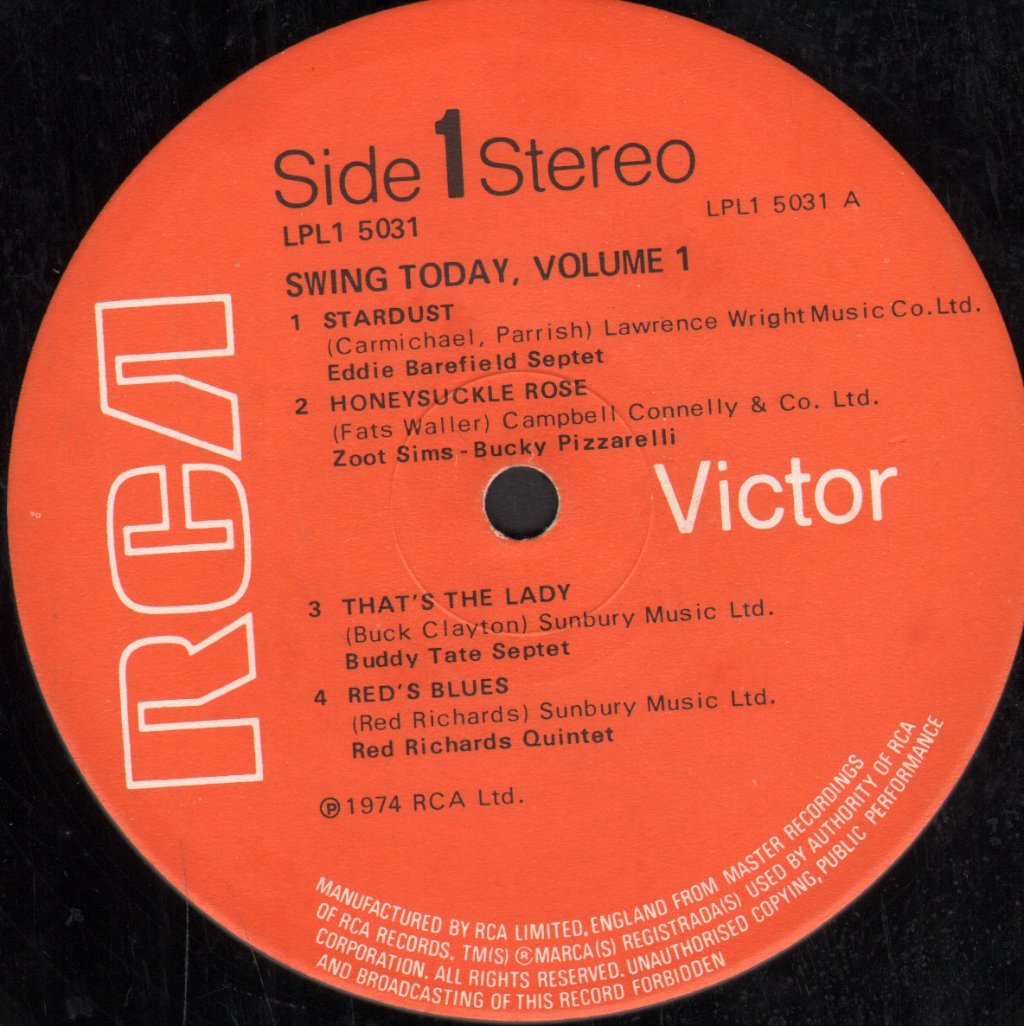 Side 1 Stereo
LPL1 5031
LPL1 5031 A
SWING TODAY, VOLUME 1
1 STARDUST
(Carmichael, Parrish) Lawrence Wright Music Co. Ltd.
Eddie Barefield Septet
2 HONEYSUCKLE ROSE
(Fats Waller) Campbell Connelly & Co. Ltd.
Zoot Sims - Bucky Pizzarelli
RCA
Victor
3 THAT'S THE LADY
(Buck Clayton) Sunbury Music Ltd.
Buddy Tate Septet
4 RED'S BLUES
(Red Richards) Sunbury Music Ltd.
Red Richards Quintet
℗1974 RCA Ltd.
MANUFACTURED BY RCA LIMITED, ENGLAND FROM MASTER RECORDINGS
OF RCA RECORDS. TM(S) ® MARCA(S) REGISTRADA(S) USED BY AUTHORITY OF RCA
CORPORATION. ALL RIGHTS RESERVED. UNAUTHORISED COPYING, PUBLIC PERFORMANCE
AND BROADCASTING OF THIS RECORD FORBIDDEN